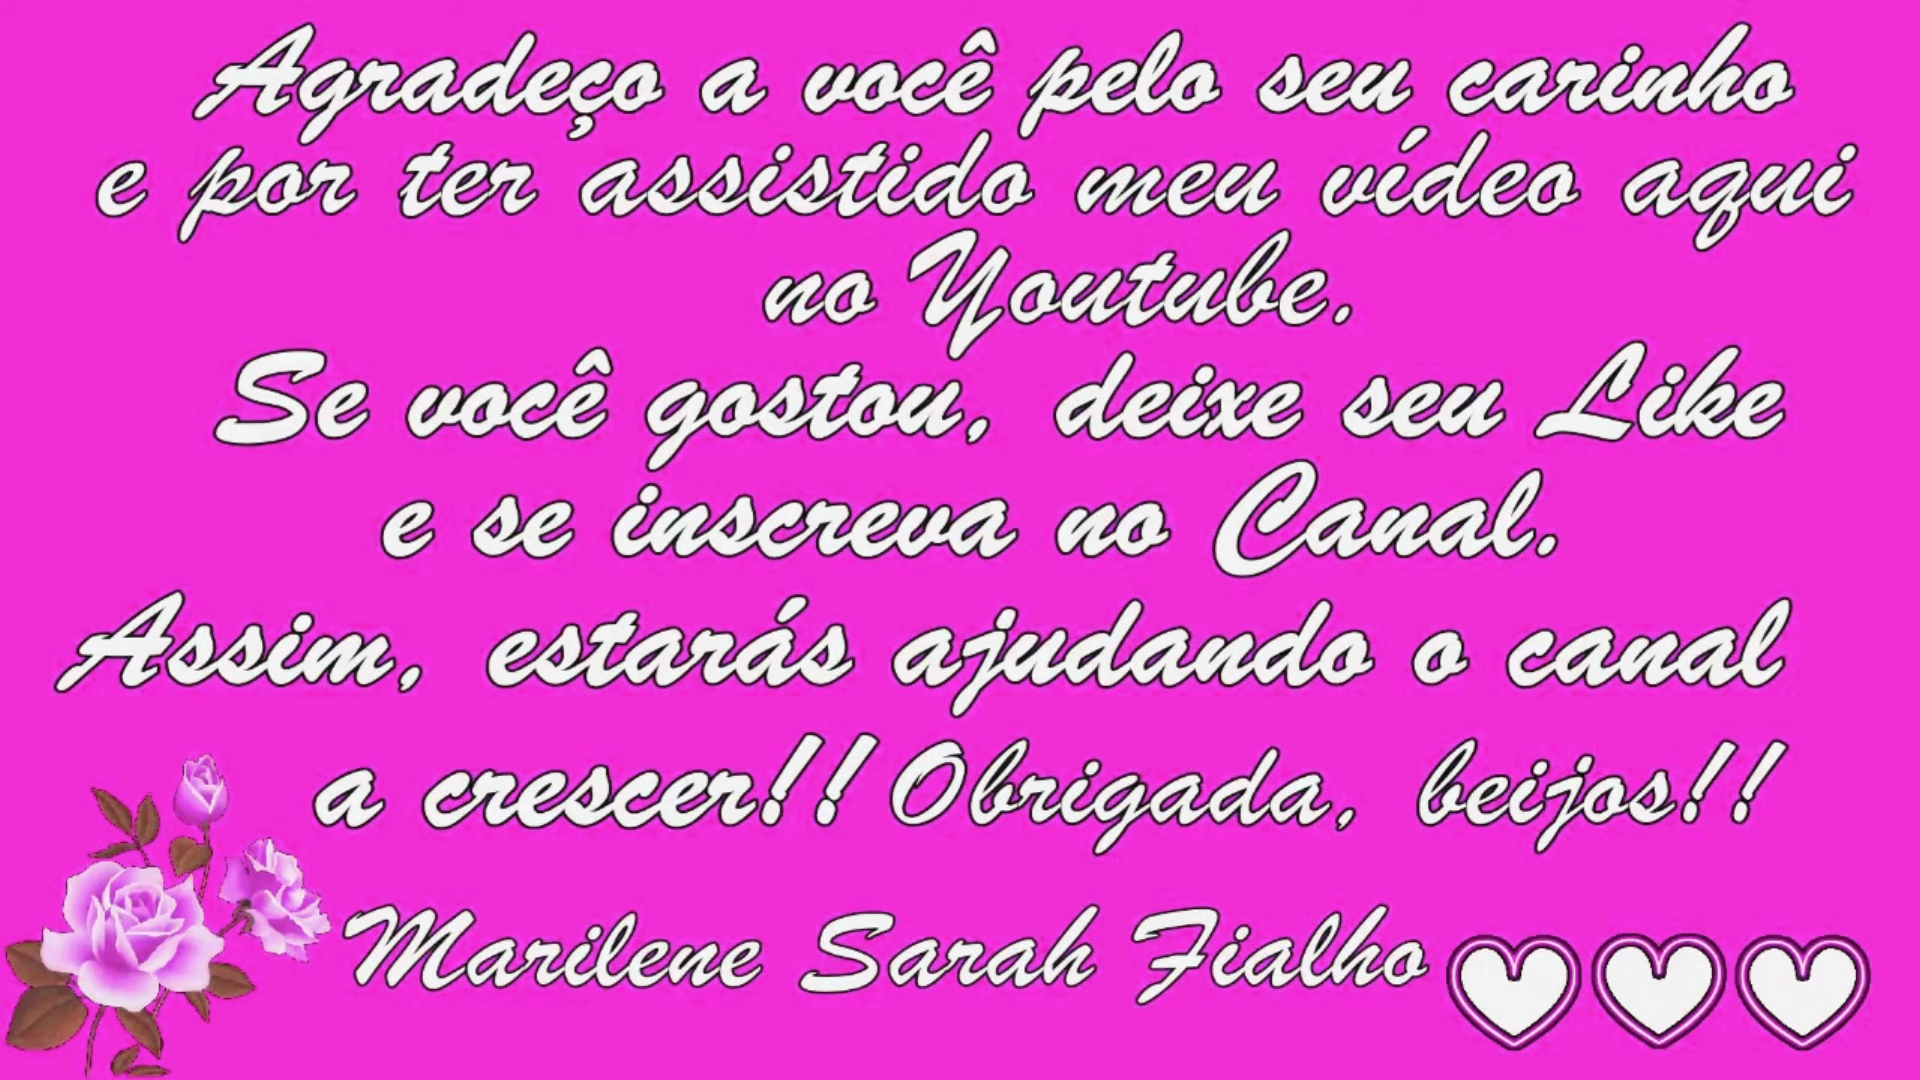 Agradeço a você pelo seu carinho
e por ter assistido meu vídeo aqui
no Youtube.
Se você gostou, deixe seu Like
e se inscreva no Canal.
Assim, estarás ajudando o canal
a crescer!! Obrigada, beijos!!
Marilene Sarah Fialho